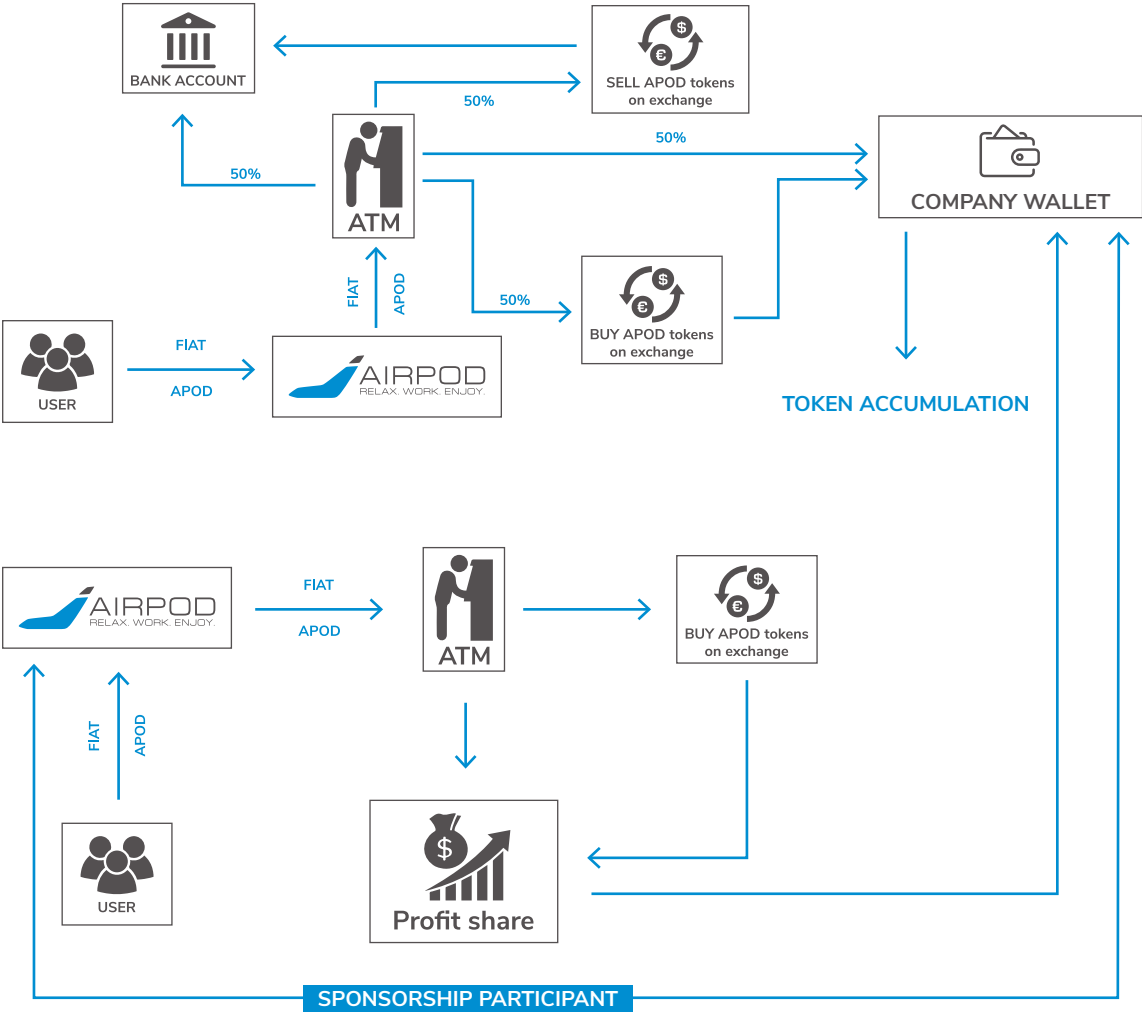 BANK ACCOUNT
SELL APOD tokens
on exchange
50%
50%
50%
ATM
COMPANY WALLET
FIAT
APOD
50%
BUY APOD tokens
on exchange
USER
FIAT
APOD
AIRPOD
RELAX. WORK. ENJOY.
TOKEN ACCUMULATION
AIRPOD
RELAX. WORK. ENJOY.
FIAT
APOD
ATM
BUY APOD tokens
on exchange
FIAT
APOD
USER
Profit share
SPONSORSHIP PARTICIPANT